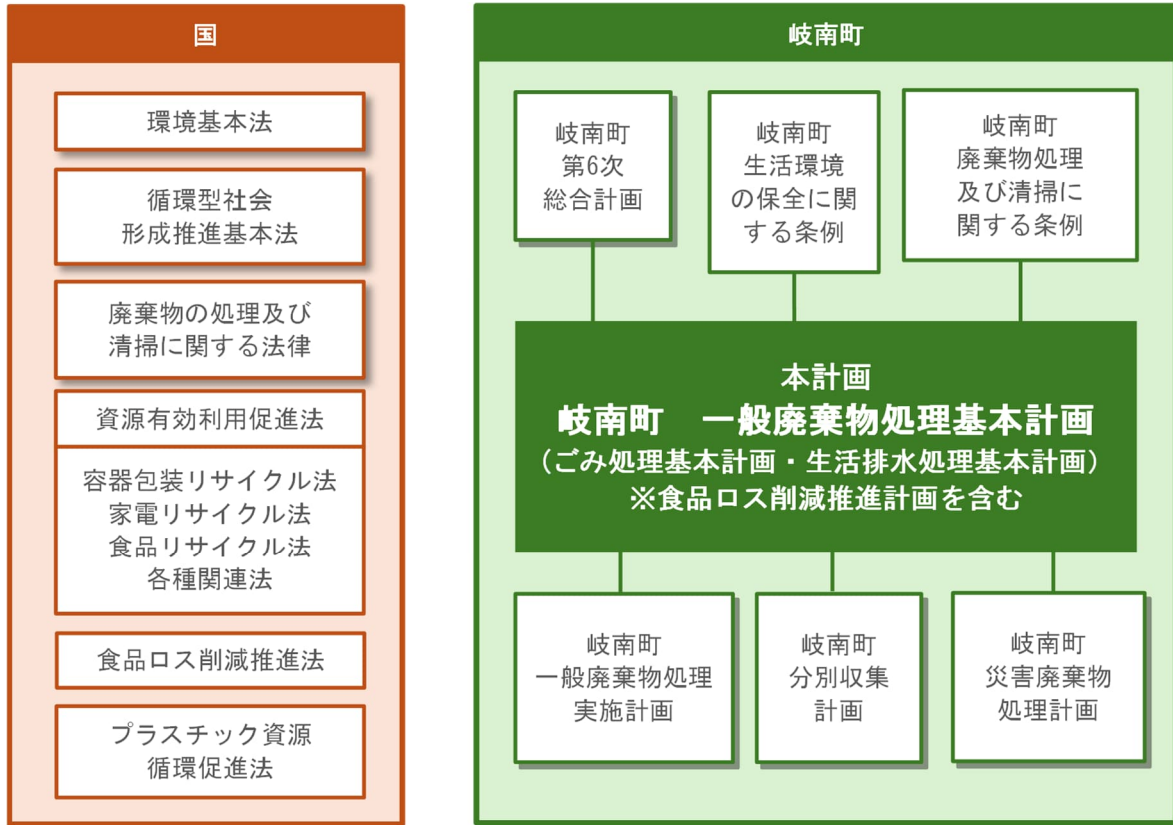 国
環境基本法
循環型社会
形成推進基本法
廃棄物の処理及び
清掃に関する法律
資源有効利用促進法
容器包装リサイクル法
家電リサイクル法
食品リサイクル法
各種関連法
食品ロス削減推進法
プラスチック資源
循環促進法
岐南町
岐南町
第6次
総合計画
岐南町
生活環境
の保全に関
する条例
岐南町
廃棄物処理
及び清掃に
関する条例
本計画
岐南町　一般廃棄物処理基本計画
（ごみ処理基本計画・生活排水処理基本計画）
※食品ロス削減推進計画を含む
岐南町
一般廃棄物処理
実施計画
岐南町
分別収集
計画
岐南町
災害廃棄物
処理計画